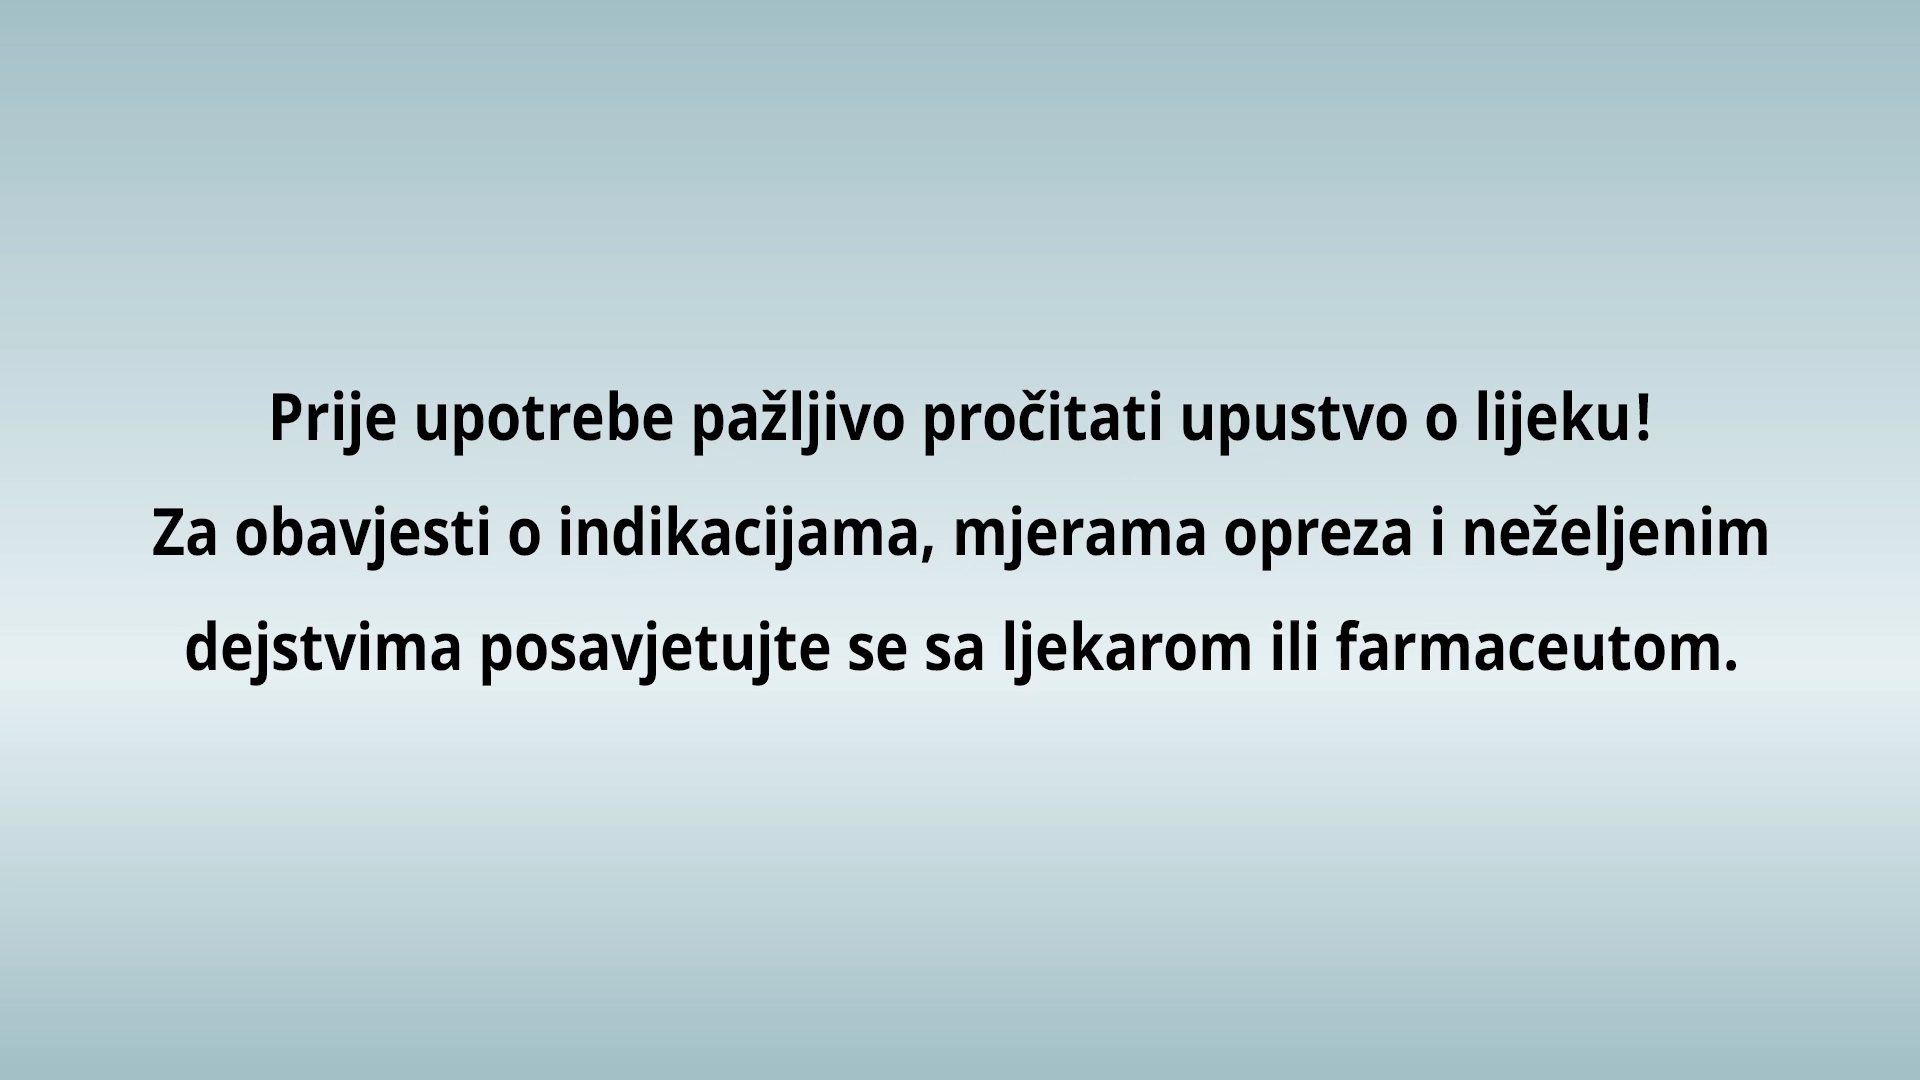 Prije upotrebe pažljivo pročitati upustvo o lijeku!
Za obavjesti o indikacijama, mjerama opreza i neželjenim
dejstvima posavjetujte se sa ljekarom ili farmaceutom.